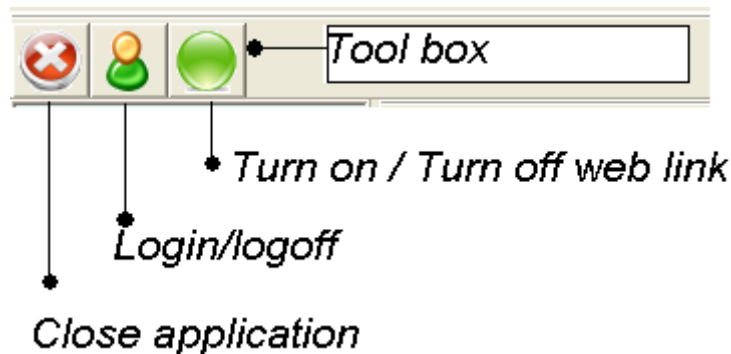 Tool box
Turn on / Turn off web link
Login/logoff
Close application